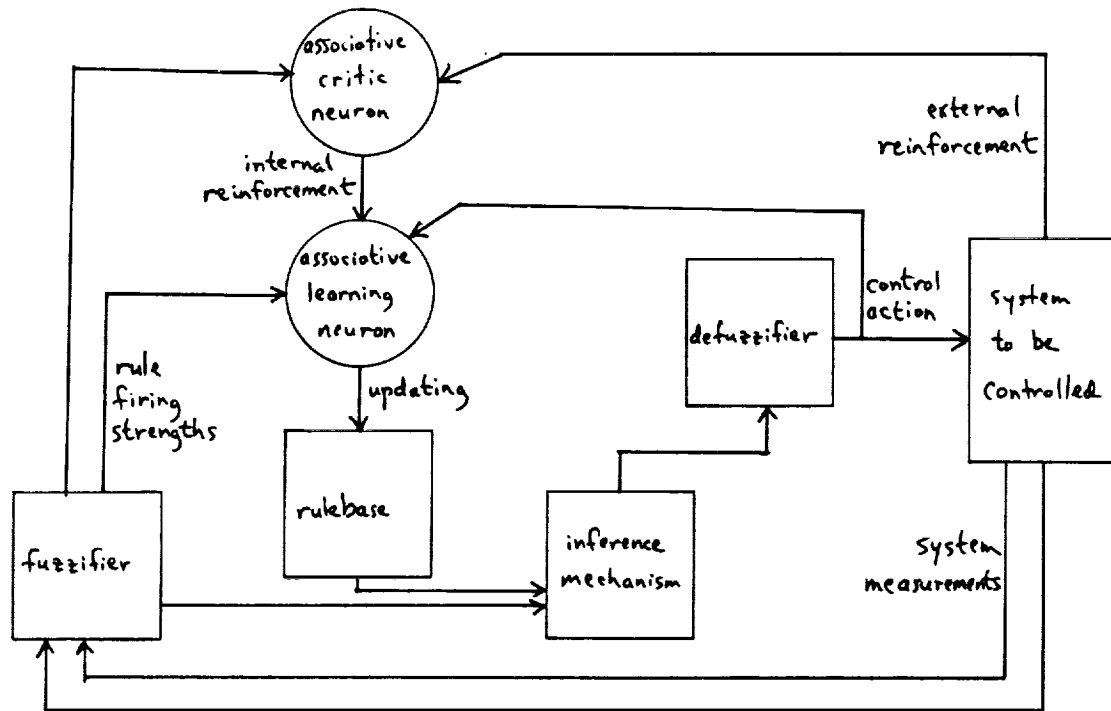 associative
critic
neuron
external
reinforcement
internal
reinforcement
associative
learning
neuron
control
action
system
to be
controlled
defuzzifier
rule
firing
strengths
updating
rulebase
fuzzifier
inference
mechanism
system
measurements